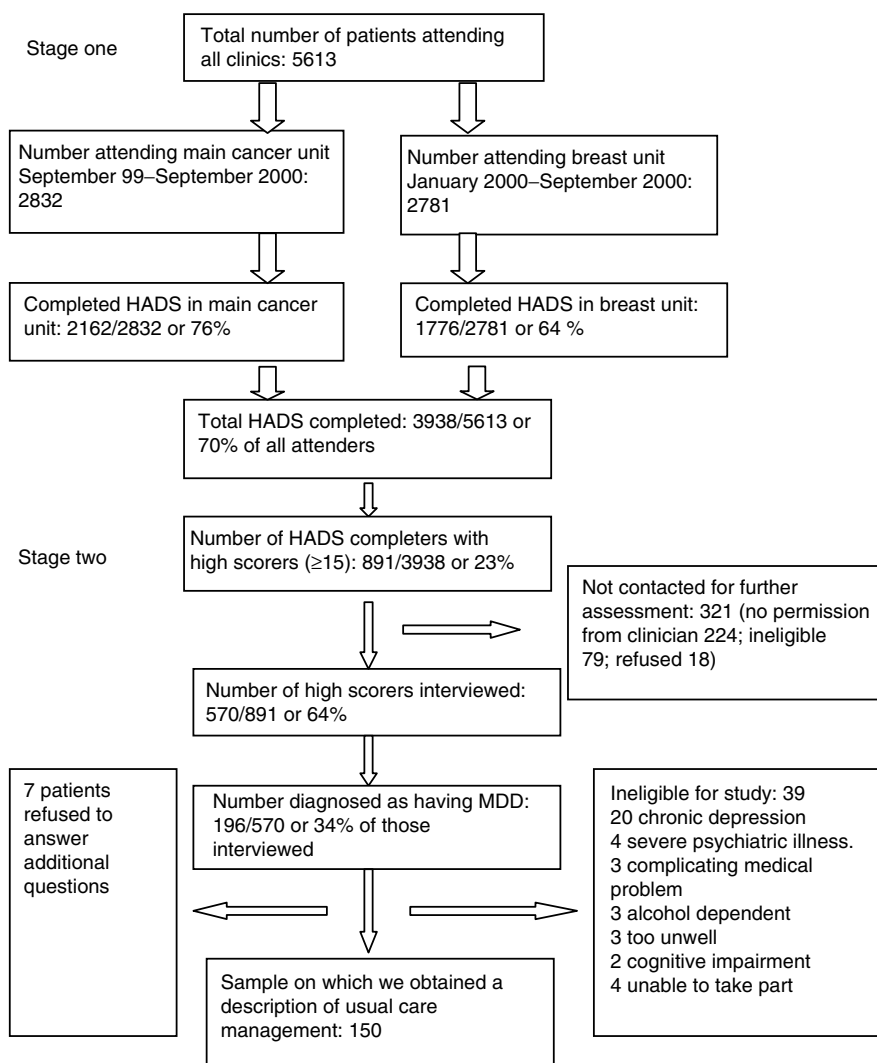 Stage one
Total number of patients attending
all clinics: 5613
Number attending main cancer unit
September 99–September 2000:
2832
Number attending breast unit
January 2000–September 2000:
2781
Completed HADS in main cancer
unit: 2162/2832 or 76%
Completed HADS in breast unit:
1776/2781 or 64 %
Total HADS completed: 3938/5613 or
70% of all attenders
Stage two
Number of HADS completers with
high scorers (≥15): 891/3938 or 23%
Not contacted for further
assessment: 321 (no permission
from clinician 224; ineligible
79; refused 18)
Number of high scorers interviewed:
570/891 or 64%
7 patients
refused to
answer
additional
questions
Number diagnosed as having MDD:
196/570 or 34% of those
interviewed
Ineligible for study: 39
20 chronic depression
4 severe psychiatric illness.
3 complicating medical
problem
3 alcohol dependent
3 too unwell
2 cognitive impairment
4 unable to take part
Sample on which we obtained a
description of usual care
management: 150